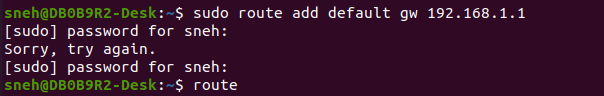 sneh@DB0B9R2-Desk:~$ sudo route add default gw 192.168.1.1
[sudo] password for sneh:
Sorry, try again.
[sudo] password for sneh:
sneh@DB0B9R2-Desk:~$ route